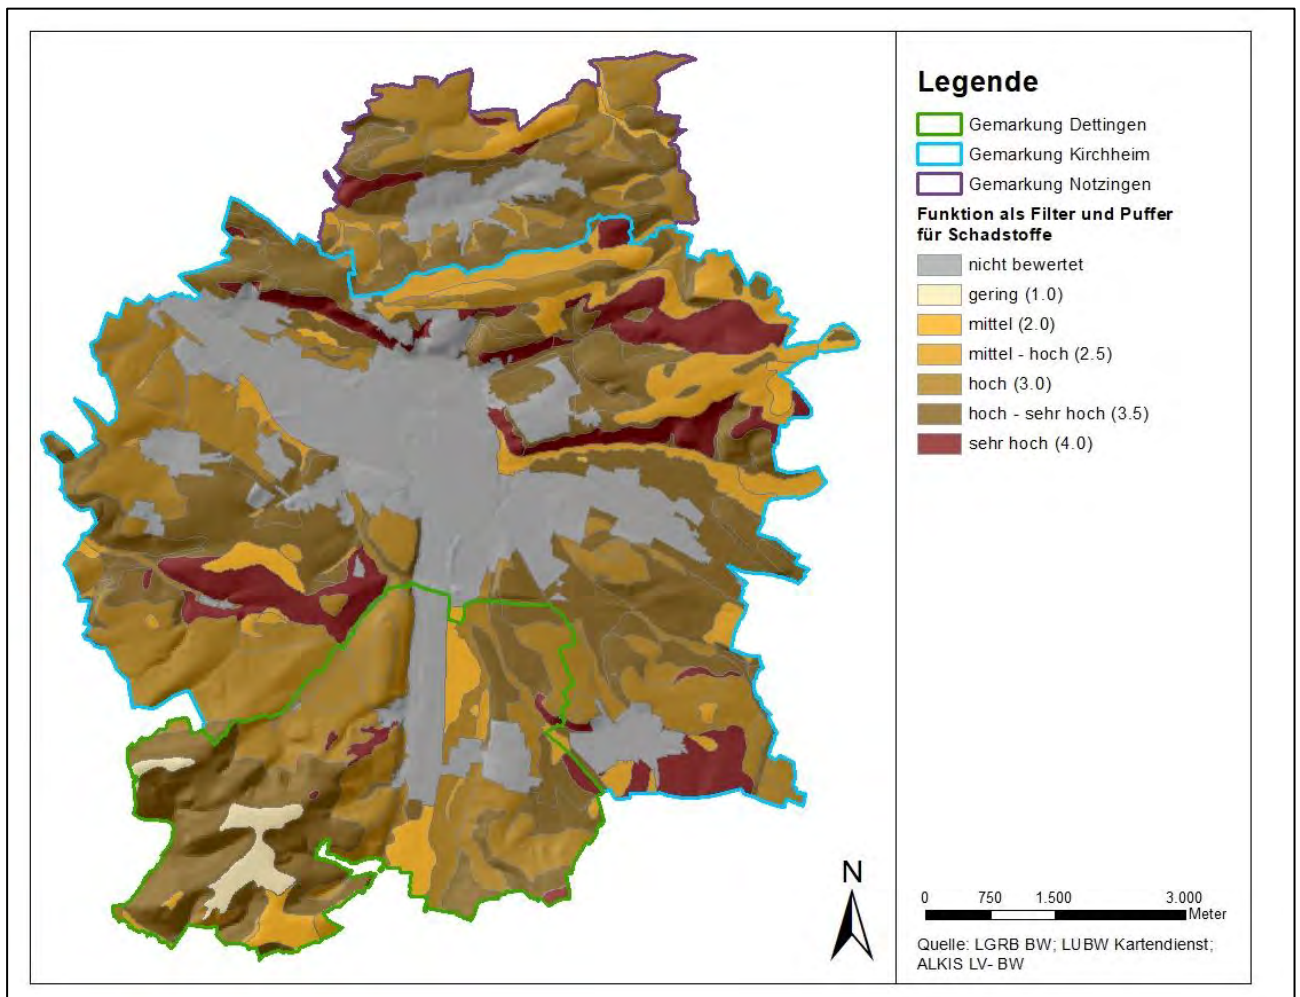 Legende
Gemarkung Dettingen
Gemarkung Kirchheim
Gemarkung Notzingen
Funktion als Filter und Puffer
für Schadstoffe
nicht bewertet
gering (1.0)
mittel (2.0)
mittel - hoch (2.5)
hoch (3.0)
hoch - sehr hoch (3.5)
sehr hoch (4.0)
N
0 750 1.500 3.000
Meter
Quelle: LGRB BW; LUBW Kartendienst;
ALKIS LV- BW